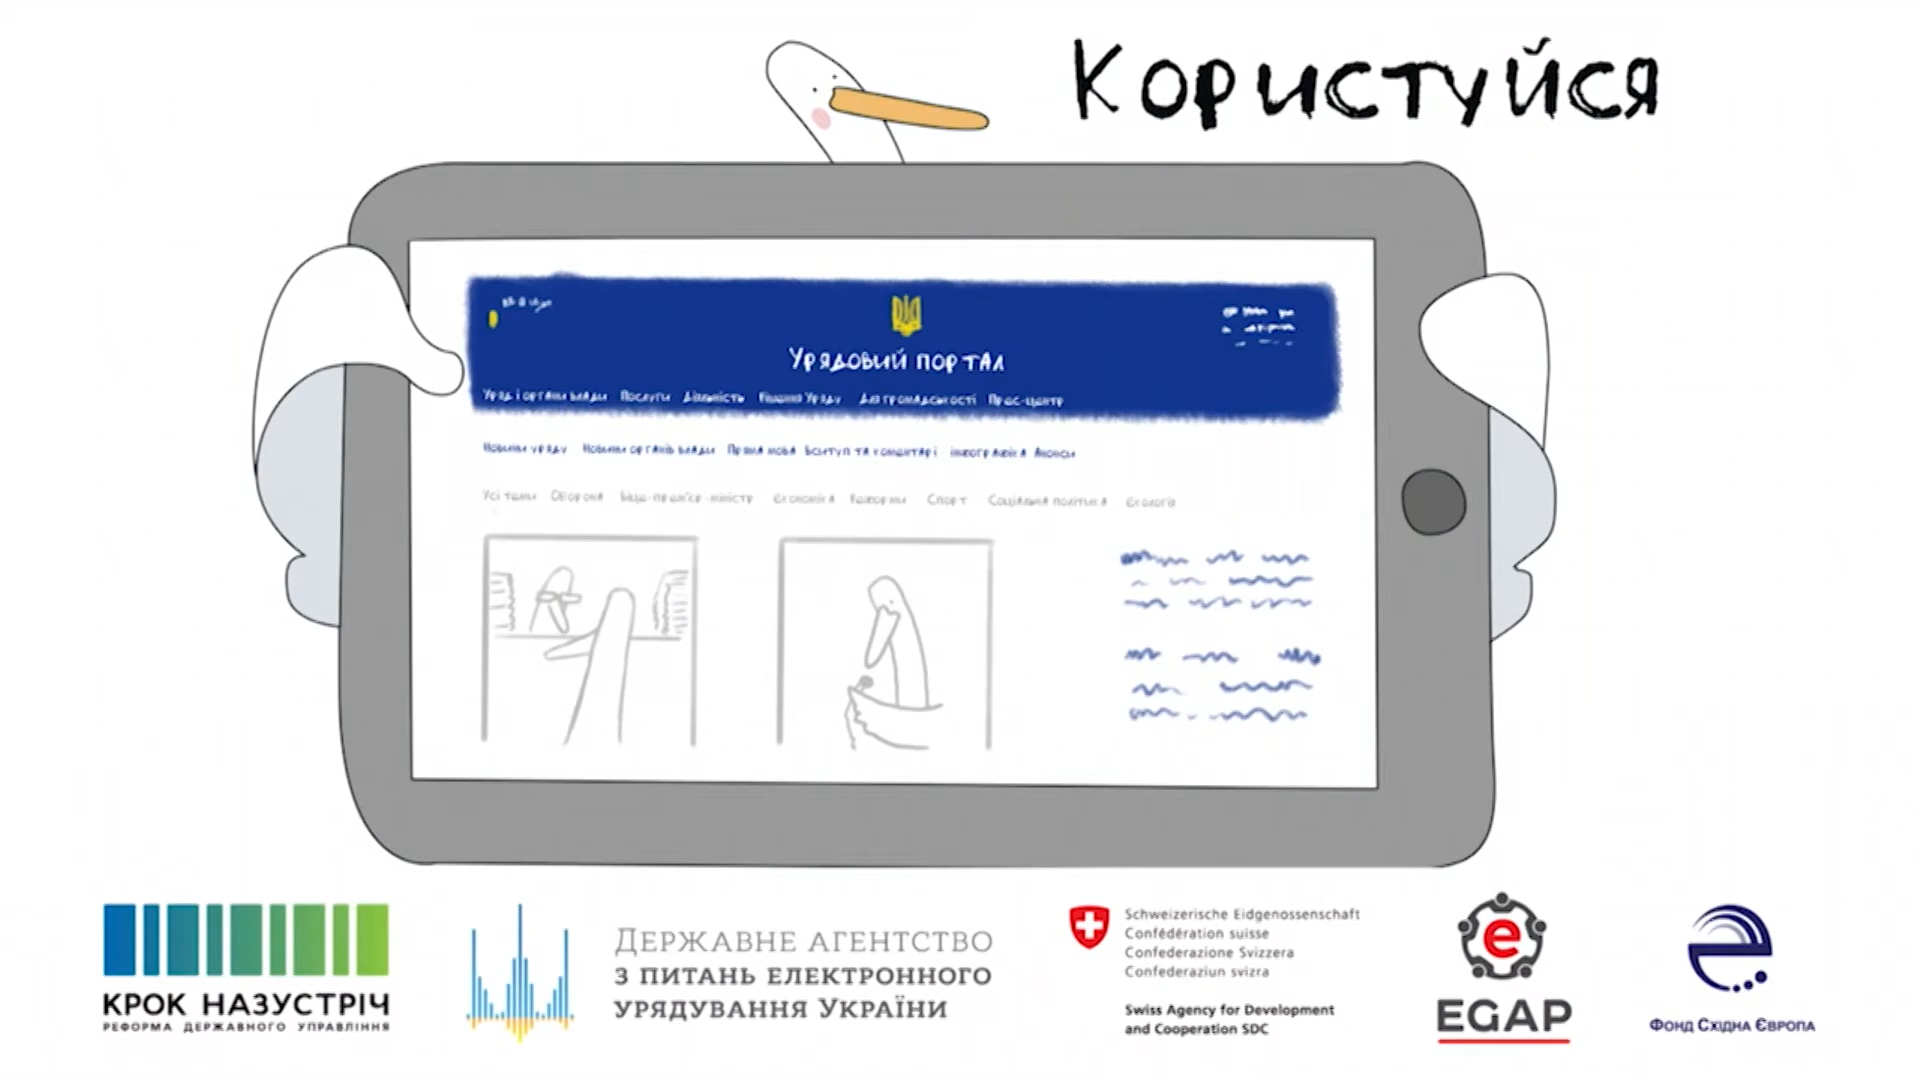 Користуйся
Урядовий портал
Уряд і органи влади Послуги Діяльність Рішення Уряду Для громадськості Прес-центр
Новини уряду Новини органів влади Пряма мова інфографіка Анонси
Усі теми Оборона Економіка Реформи Спорт Соціальна політика Екологія
КРОК НАЗУСТРІЧ
РЕФОРМА ДЕРЖАВНОГО УПРАВЛІННЯ
ДЕРЖАВНЕ АГЕНТСТВО
З ПИТАНЬ ЕЛЕКТРОННОГО
УРЯДУВАННЯ УКРАЇНИ
Schweizerische Eidgenossenschaft
Confédération suisse
Confederazione Svizzera
Confederaziun svizra
Swiss Agency for Development
and Cooperation SDC
e
EGAP
ФОНД СХІДНА ЄВРОПА